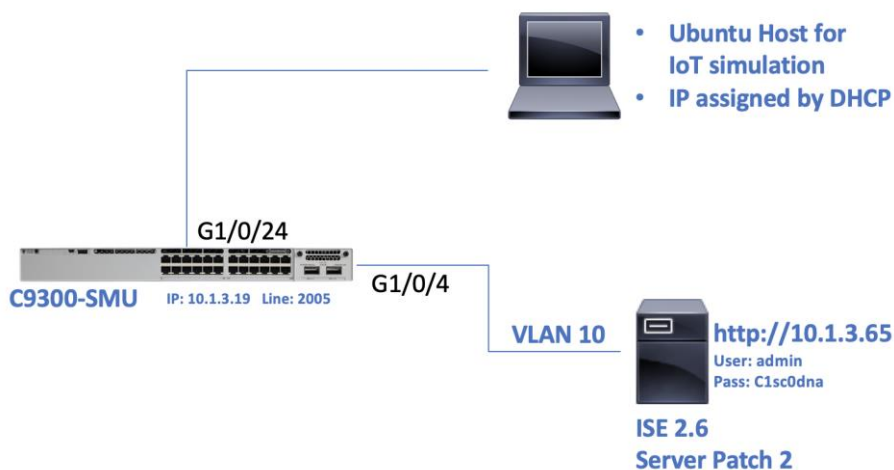 • Ubuntu Host for
IoT simulation
• IP assigned by DHCP
G1/0/24
C9300-SMU
IP: 10.1.3.19 Line: 2005
G1/0/4
VLAN 10
http://10.1.3.65
User: admin
Pass: C1sc0dna
ISE 2.6
Server Patch 2